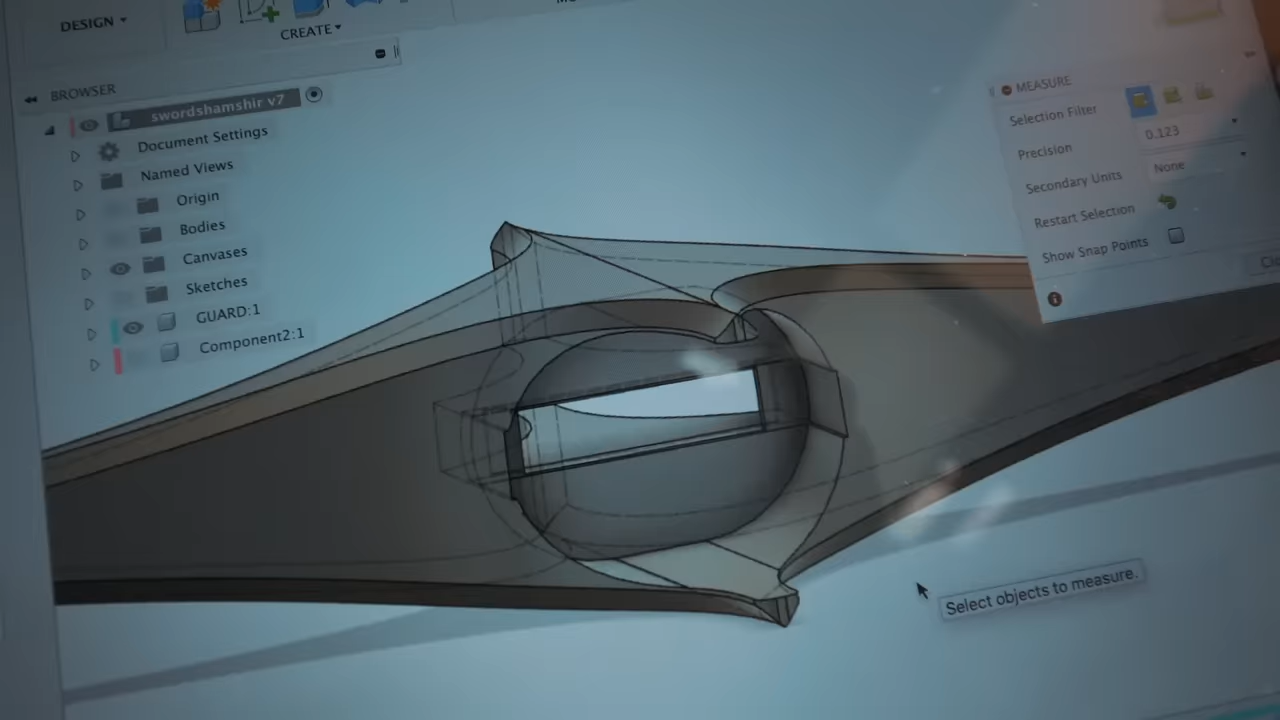 DESIGN
CREATE
BROWSER
swordshamshir v7
Document Settings
Named Views
Origin
Bodies
Canvases
Sketches
GUARD:1
Component2:1
MEASURE
Selection Filter
Precision
0.123
Secondary Units
None
Restart Selection
Show Snap Points
Select objects to measure.